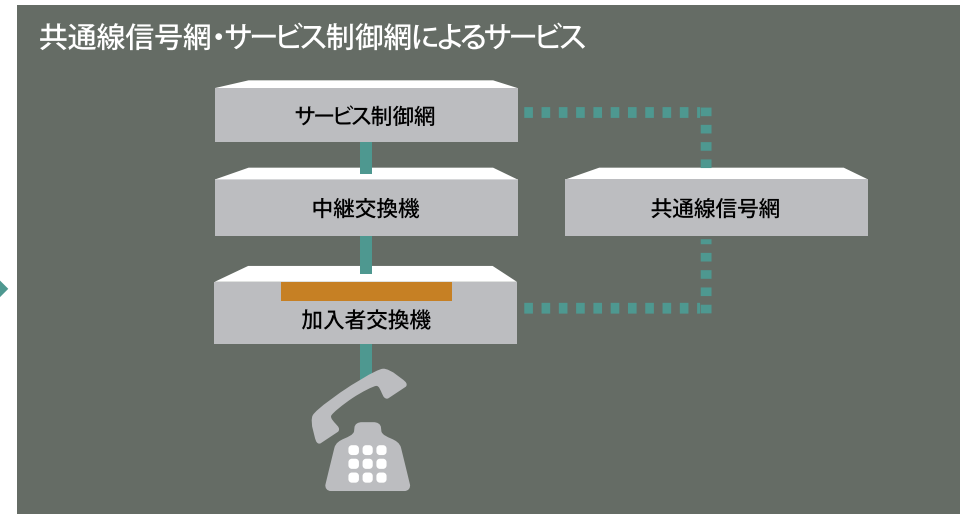 共通線信号網・サービス制御網によるサービス
サービス制御網
中継交換機
共通線信号網
加入者交換機